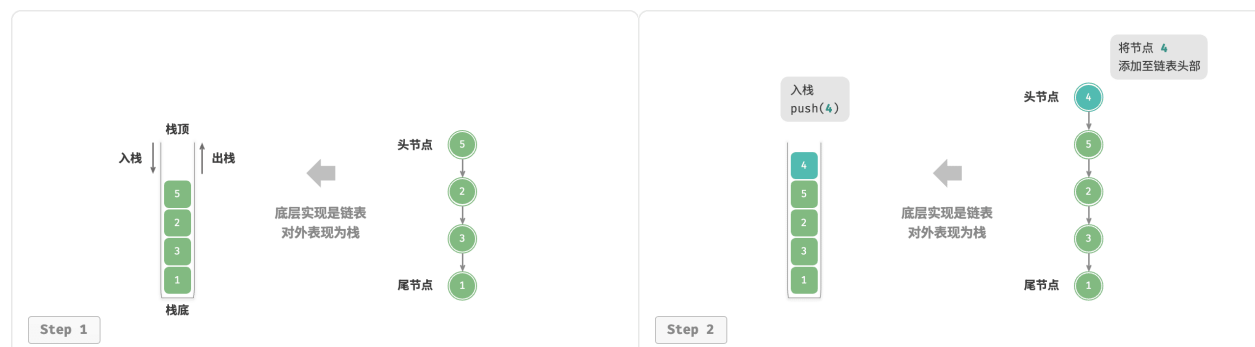 栈顶
入栈
出栈
5
2
3
1
栈底
底层实现是链表
对外表现为栈
头节点
5
2
3
尾节点
1
Step 1
入栈
push(4)
4
5
2
3
1
底层实现是链表
对外表现为栈
将节点 4
添加至链表头部
头节点
4
5
2
3
尾节点
1
Step 2